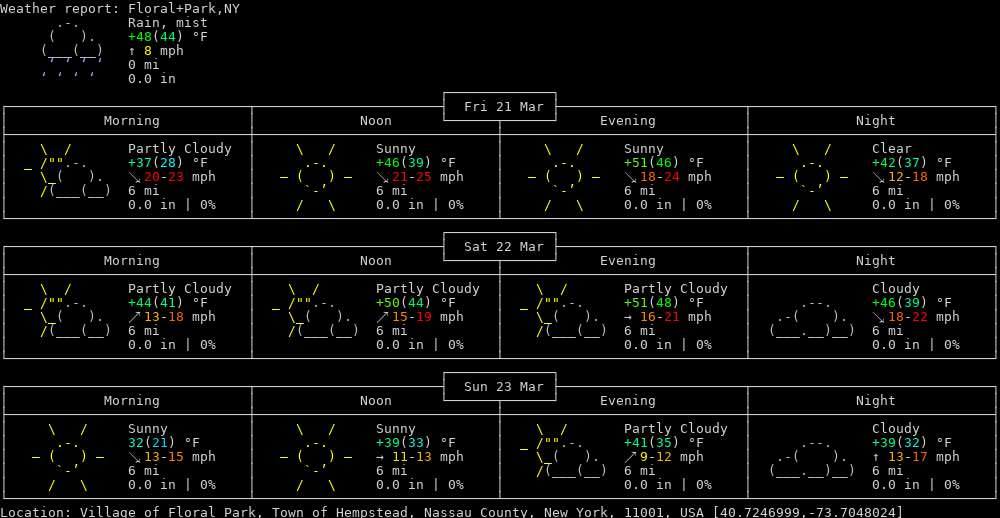 Weather report: Floral+Park,NY
Rain, mist
+48(44) °F
↑ 8 mph
0 mi
0.0 in
Fri 21 Mar
Morning Noon Evening Night
Partly Cloudy Sunny Sunny Clear
+37(28) °F +46(39) °F +51(46) °F +42(37) °F
↘ 20-23 mph ↘ 21-25 mph ↘ 18-24 mph ↘ 12-18 mph
6 mi 6 mi 6 mi 6 mi
0.0 in | 0% 0.0 in | 0% 0.0 in | 0% 0.0 in | 0%
Sat 22 Mar
Morning Noon Evening Night
Partly Cloudy Partly Cloudy Partly Cloudy Cloudy
+44(41) °F +50(44) °F +51(48) °F +46(39) °F
↗ 13-18 mph ↗ 15-19 mph → 16-21 mph ↘ 18-22 mph
6 mi 6 mi 6 mi 6 mi
0.0 in | 0% 0.0 in | 0% 0.0 in | 0% 0.0 in | 0%
Sun 23 Mar
Morning Noon Evening Night
Sunny Sunny Partly Cloudy Cloudy
32(21) °F +39(33) °F +41(35) °F +39(32) °F
↘ 13-15 mph → 11-13 mph ↗ 9-12 mph ↑ 13-17 mph
6 mi 6 mi 6 mi 6 mi
0.0 in | 0% 0.0 in | 0% 0.0 in | 0% 0.0 in | 0%
Location: Village of Floral Park, Town of Hempstead, Nassau County, New York, 11001, USA [40.7246999,-73.7048024]